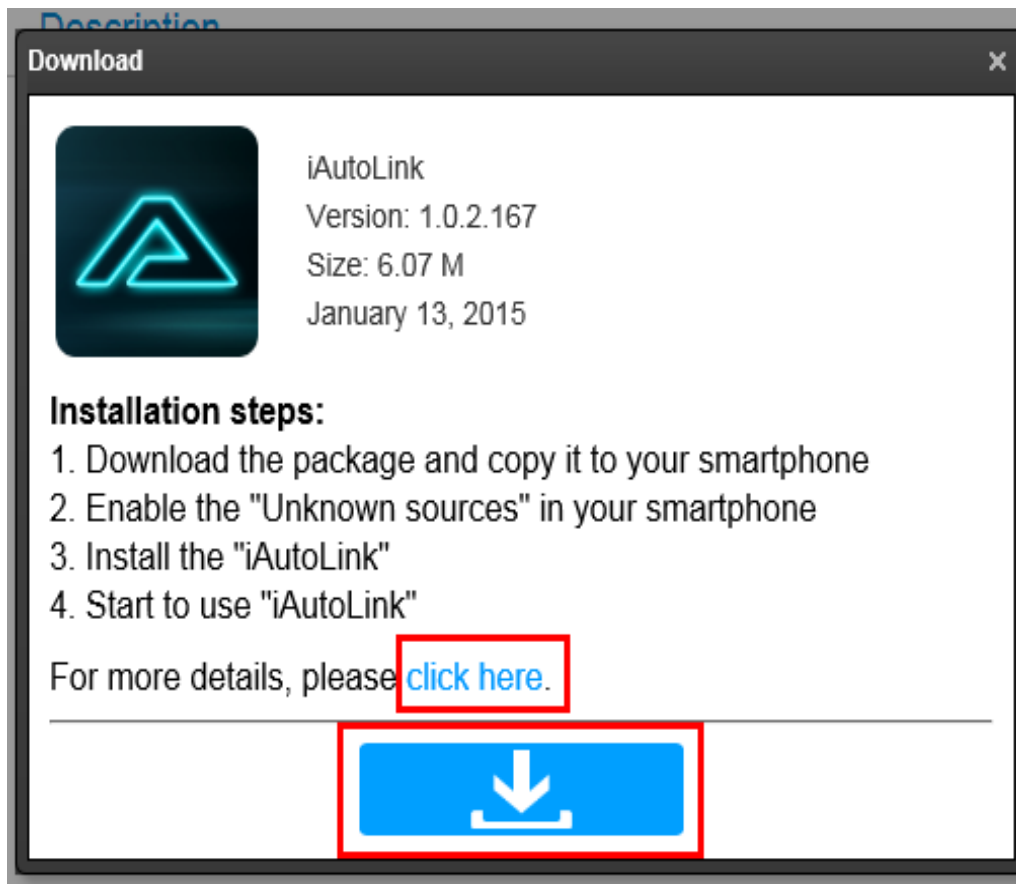 Description
Download
iAutoLink
Version: 1.0.2.167
Size: 6.07 M
January 13, 2015
Installation steps:
1. Download the package and copy it to your smartphone
2. Enable the "Unknown sources" in your smartphone
3. Install the "iAutoLink"
4. Start to use "iAutoLink"
For more details, please click here.